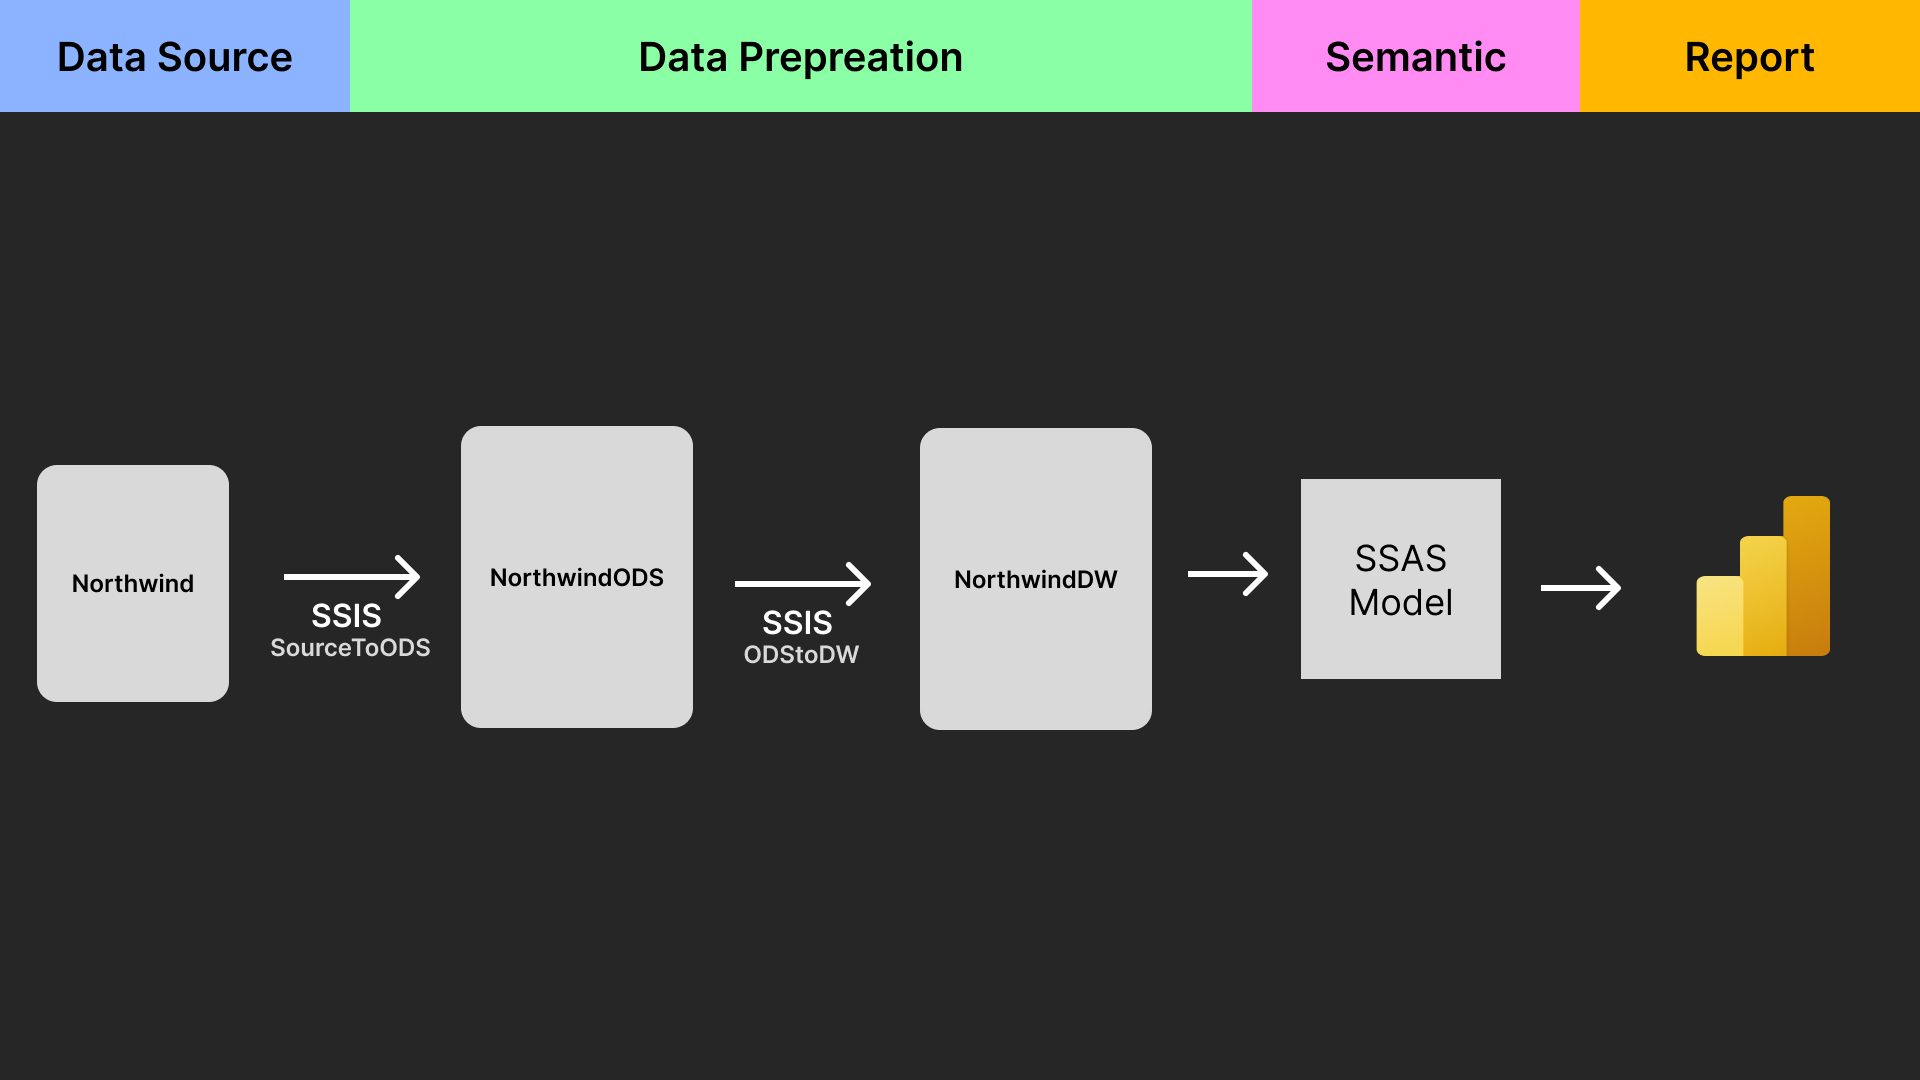 Data Source
Data Prepreation
Semantic
Report
Northwind
SSIS
SourceToODS
NorthwindODS
SSIS
ODStoDW
NorthwindDW
SSAS
Model